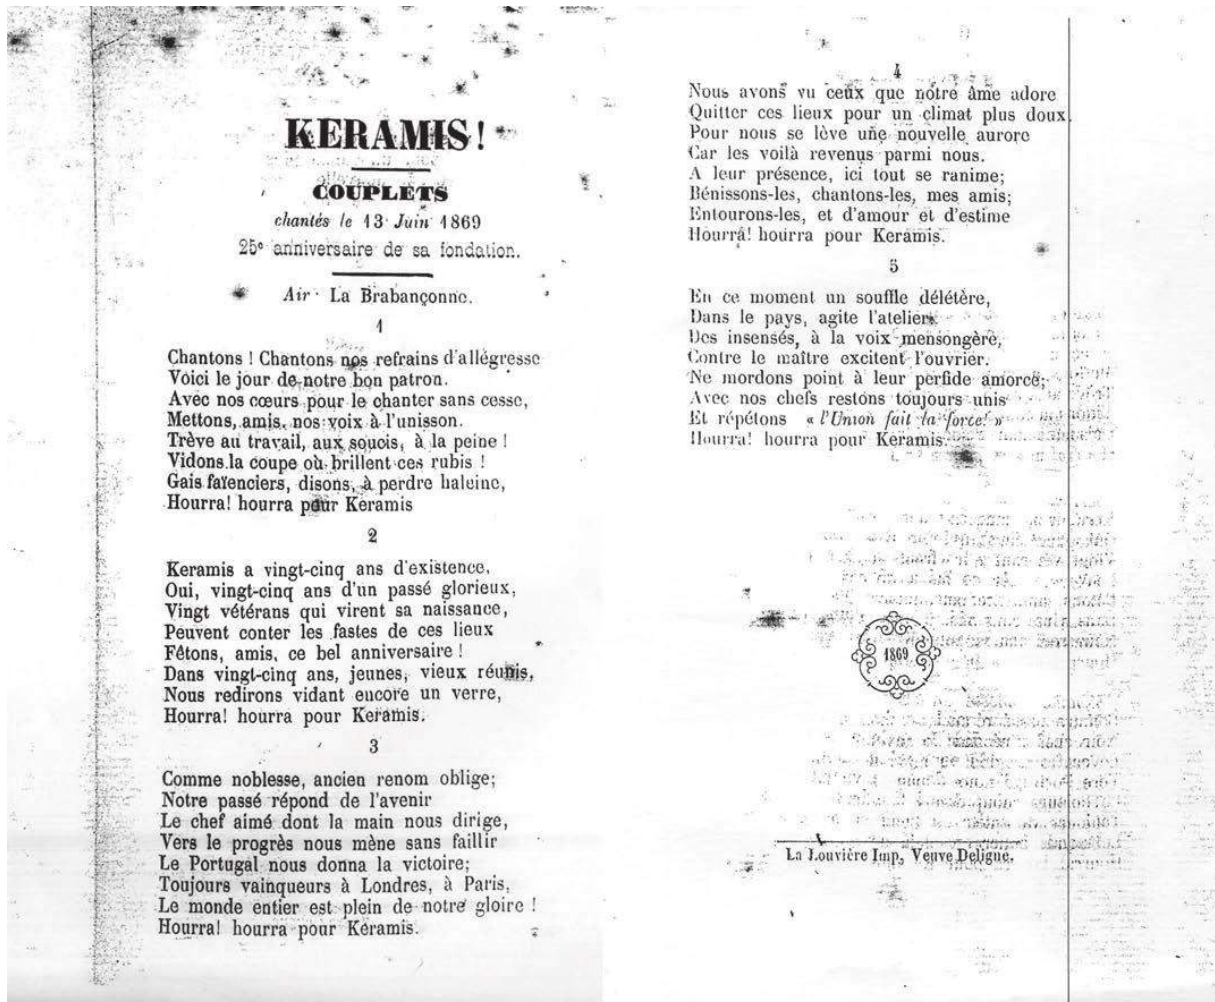 KERAMIS!
COUPLETS
chantés le 13 Juin 1869
25e anniversaire de sa fondation.
Air · La Brabançonne.
1
Chantons ! Chantons nos refrains d'allégresse
Voici le jour de notre bon patron.
Avec nos cœurs pour le chanter sans cesse,
Mettons, amis, nos voix à l'unisson.
Trève au travail, aux soucis, à la peine !
Vidons la coupe où brillent ces rubis !
Gais faïenciers, disons, à perdre haleine,
Hourra! hourra pour Keramis
2
Keramis a vingt-cinq ans d'existence,
Oui, vingt-cinq ans d'un passé glorieux,
Vingt vétérans qui virent sa naissance,
Peuvent conter les fastes de ces lieux
Fêtons, amis, ce bel anniversaire !
Dans vingt-cinq ans, jeunes, vieux réunis,
Nous redirons vidant encore un verre,
Hourra! hourra pour Keramis.
3
Comme noblesse, ancien renom oblige;
Notre passé répond de l'avenir
Le chef aimé dont la main nous dirige,
Vers le progrès nous mène sans faillir
Le Portugal nous donna la victoire;
Toujours vainqueurs à Londres, à Paris,
Le monde entier est plein de notre gloire !
Hourra! hourra pour Kéramis.
4
Nous avons vu ceux que notre âme adore
Quitter ces lieux pour un climat plus doux
Pour nous se lève une nouvelle aurore
Car les voilà revenus parmi nous.
A leur présence, ici tout se ranime;
Bénissons-les, chantons-les, mes amis;
Entourons-les, et d'amour et d'estime
Hourra! hourra pour Keramis.
5
En ce moment un souffle délétère,
Dans le pays, agite l'atelier.
Des insensés, à la voix mensongère,
Contre le maître excitent l'ouvrier.
Ne mordons point à leur perfide amorce;
Avec nos chefs restons toujours unis
Et répétons « l'Union fait la force! »
Hourra! hourra pour Keramis.
1869
La Louvière Imp, Veuve Deligne.